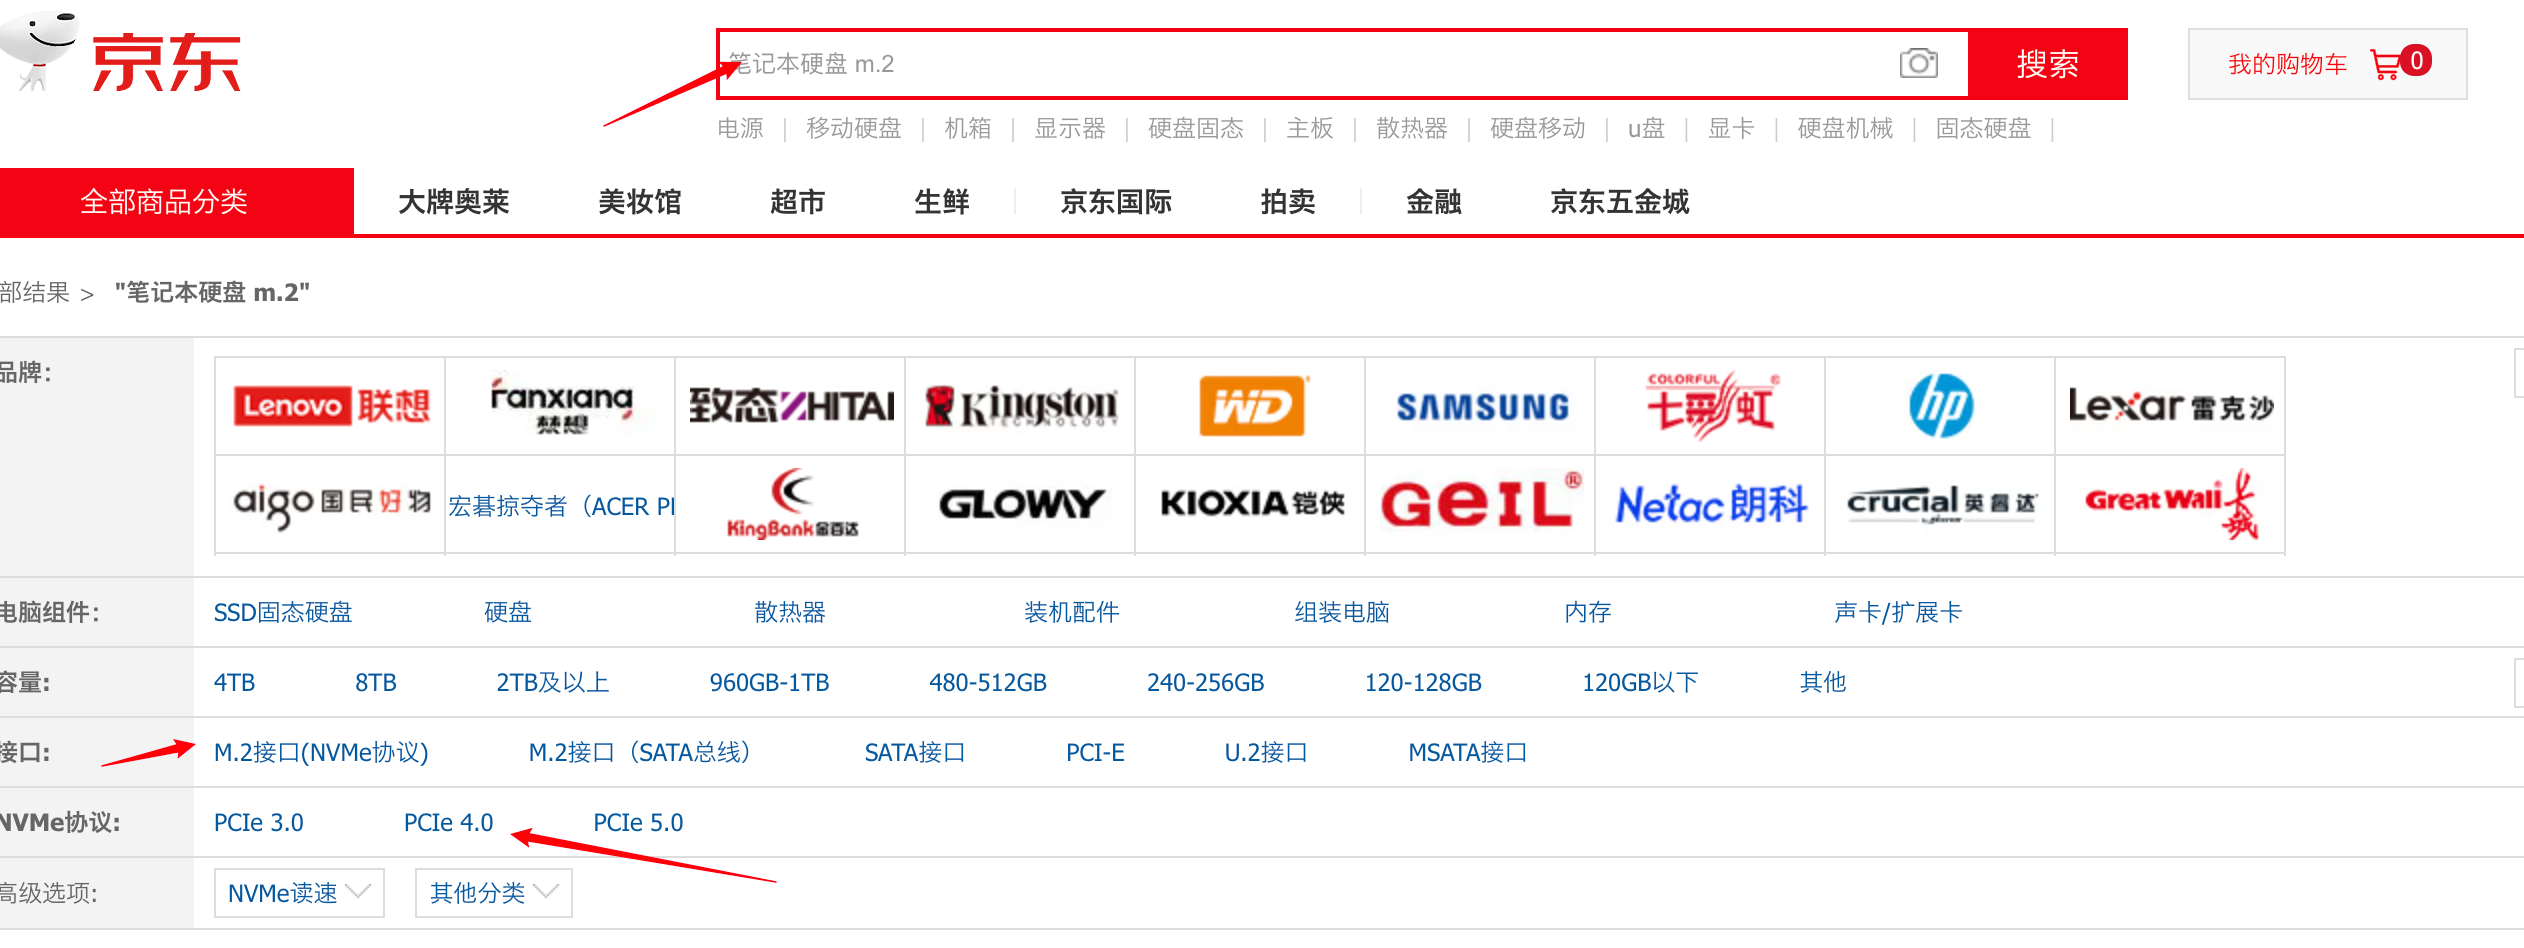 京东
笔记本硬盘 m.2
搜索
我的购物车 0
电源 | 移动硬盘 | 机箱 | 显示器 | 硬盘固态 | 主板 | 散热器 | 硬盘移动 | u盘 | 显卡 | 硬盘机械 | 固态硬盘 |
全部商品分类 大牌奥莱 美妆馆 超市 生鲜 京东国际 拍卖 金融 京东五金城
部结果 > "笔记本硬盘 m.2"
品牌:
Lenovo 联想 Fanxiang 梵想 致态 ZHITAI Kingston TECHNOLOGY WD SAMSUNG COLORFUL 七彩虹 hp Lexar 雷克沙
aigo 国民好物 宏碁掠夺者（ACER PI KingBank 金百达 GLOWAY KIOXIA 铠侠 GeIL Netac 朗科 crucial 英睿达 Great Wall 长城
电脑组件: SSD固态硬盘 硬盘 散热器 装机配件 组装电脑 内存 声卡/扩展卡
容量: 4TB 8TB 2TB及以上 960GB-1TB 480-512GB 240-256GB 120-128GB 120GB以下 其他
接口: M.2接口(NVMe协议) M.2接口（SATA总线） SATA接口 PCI-E U.2接口 MSATA接口
NVMe协议: PCIe 3.0 PCIe 4.0 PCIe 5.0
高级选项: NVMe读速 其他分类